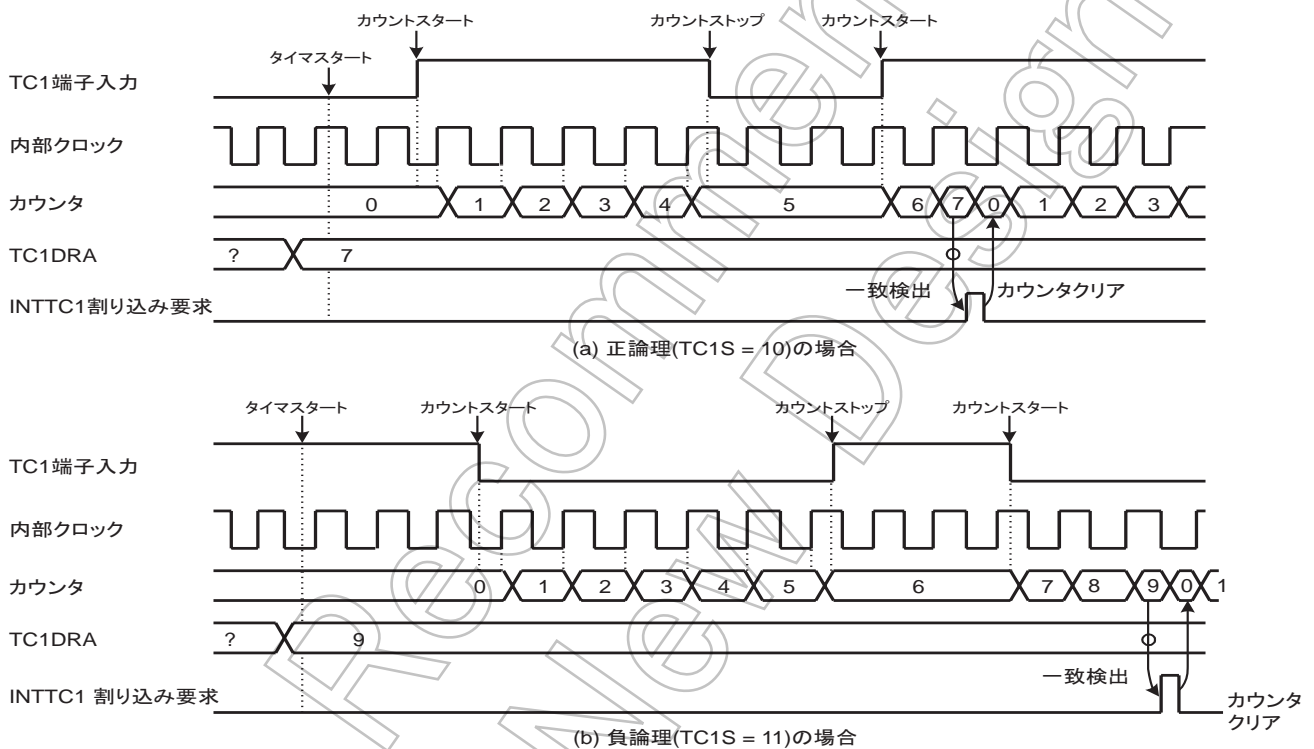 カウントスタート カウントストップ カウントスタート
タイマスタート
TC1端子入力
内部クロック
カウンタ 0 1 2 3 4 5 6 7 0 1 2 3
TC1DRA ? 7
一致検出 カウンタクリア
INTTC1割り込み要求
(a) 正論理(TC1S = 10)の場合
タイマスタート カウントスタート カウントストップ カウントスタート
TC1端子入力
内部クロック
カウンタ 0 1 2 3 4 5 6 7 8 9 0 1
TC1DRA ? 9
一致検出
INTTC1 割り込み要求 カウンタ
クリア
(b) 負論理(TC1S = 11)の場合
Recommen
New Design